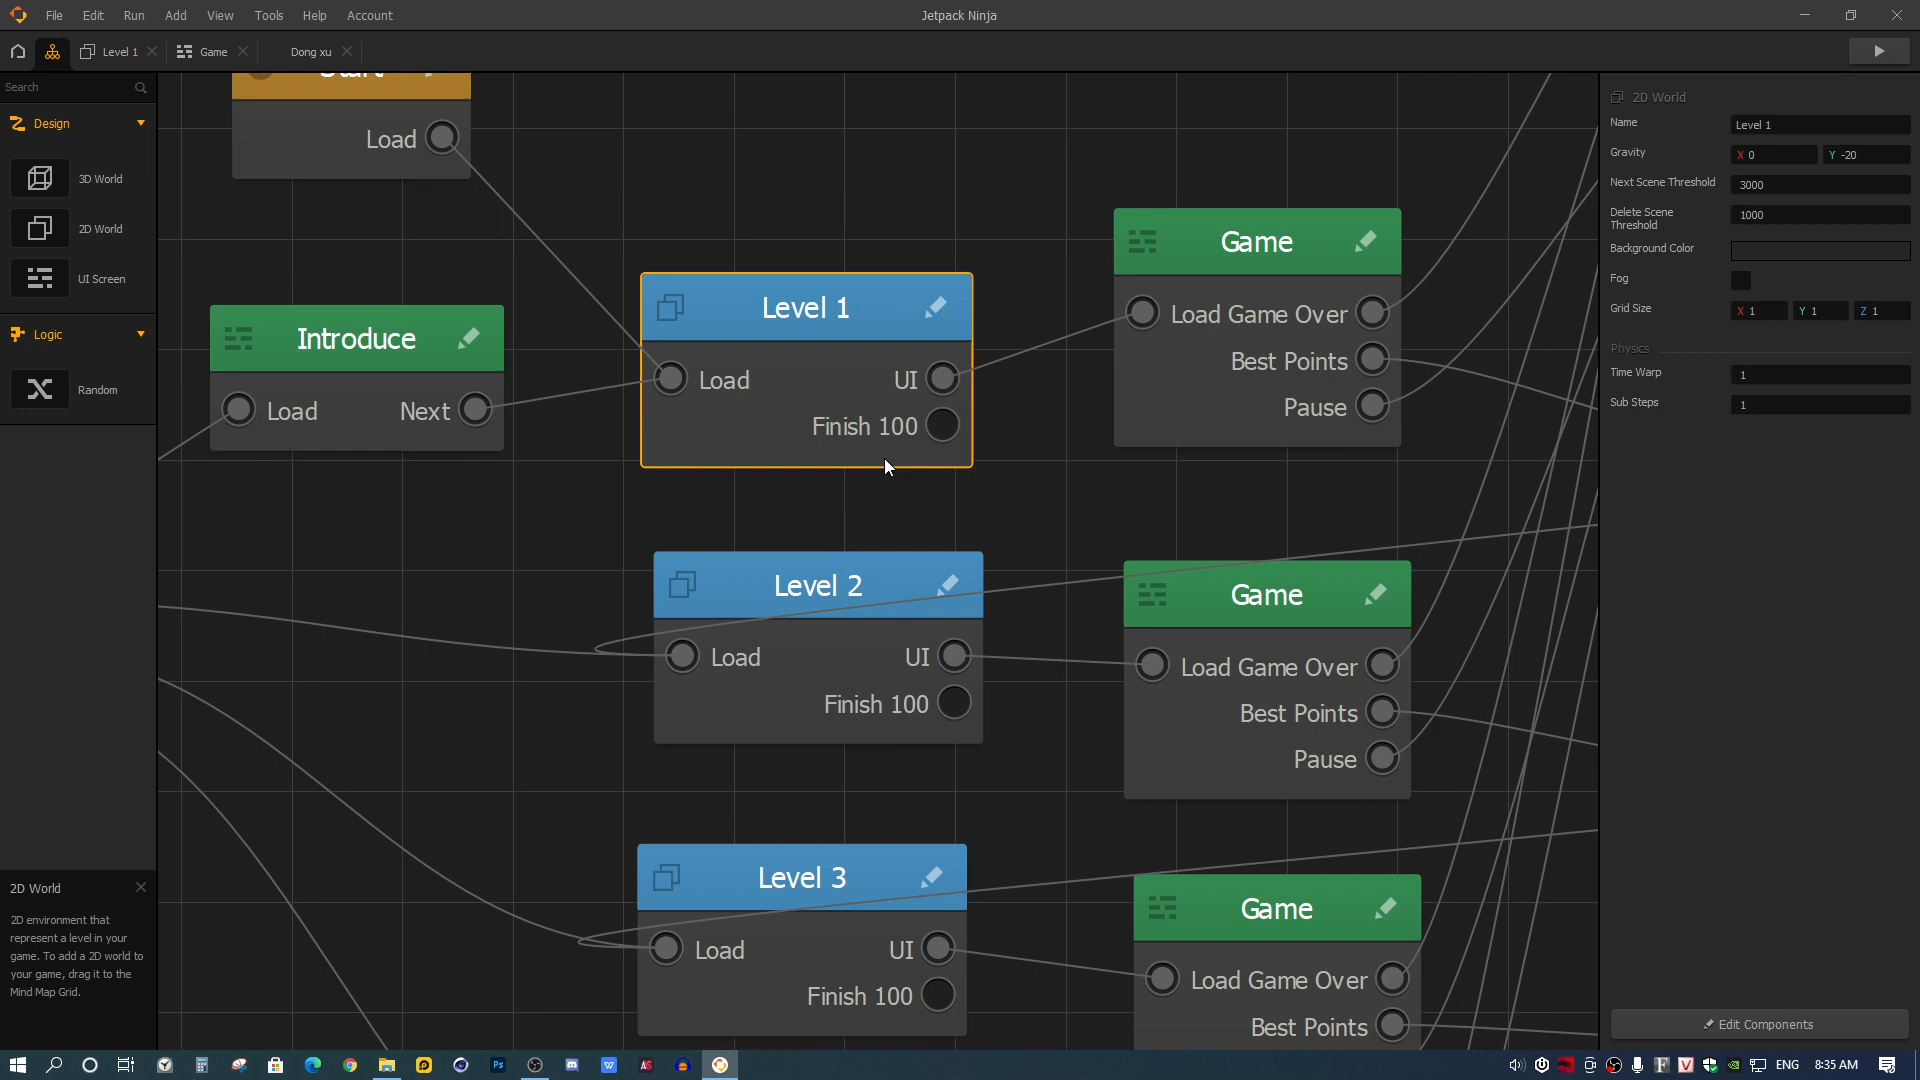 File Edit Run Add View Tools Help Account
Jetpack Ninja
Level 1
Game
Dong xu
Search
Design
3D World
2D World
UI Screen
Logic
Random
2D World
2D environment that
represent a level in your
game. To add a 2D world to
your game, drag it to the
Mind Map Grid.
Start
Load
Introduce
Load Next
Level 1
Load UI
Finish 100
Game
Load Game Over
Best Points
Pause
Level 2
Load UI
Finish 100
Game
Load Game Over
Best Points
Pause
Level 3
Load UI
Finish 100
Game
Load Game Over
Best Points
2D World
Name Level 1
Gravity X 0 Y -20
Next Scene Threshold 3000
Delete Scene
Threshold
1000
Background Color
Fog
Grid Size X 1 Y 1 Z 1
Physics
Time Warp 1
Sub Steps 1
Edit Components
ENG 8:35 AM